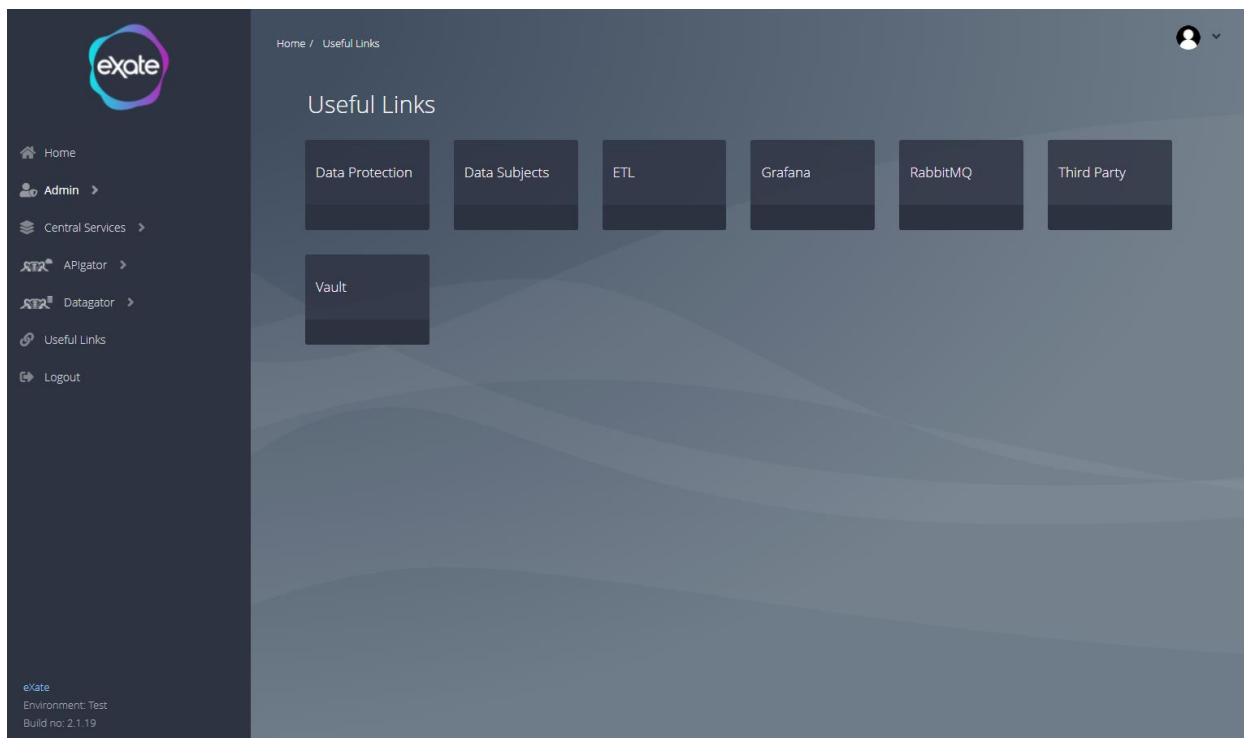 eXate
Home
Admin
Central Services
APIgator
Datagator
Useful Links
Logout
eXate
Environment: Test
Build no: 2.1.19
Home / Useful Links
Useful Links
Data Protection
Data Subjects
ETL
Grafana
RabbitMQ
Third Party
Vault